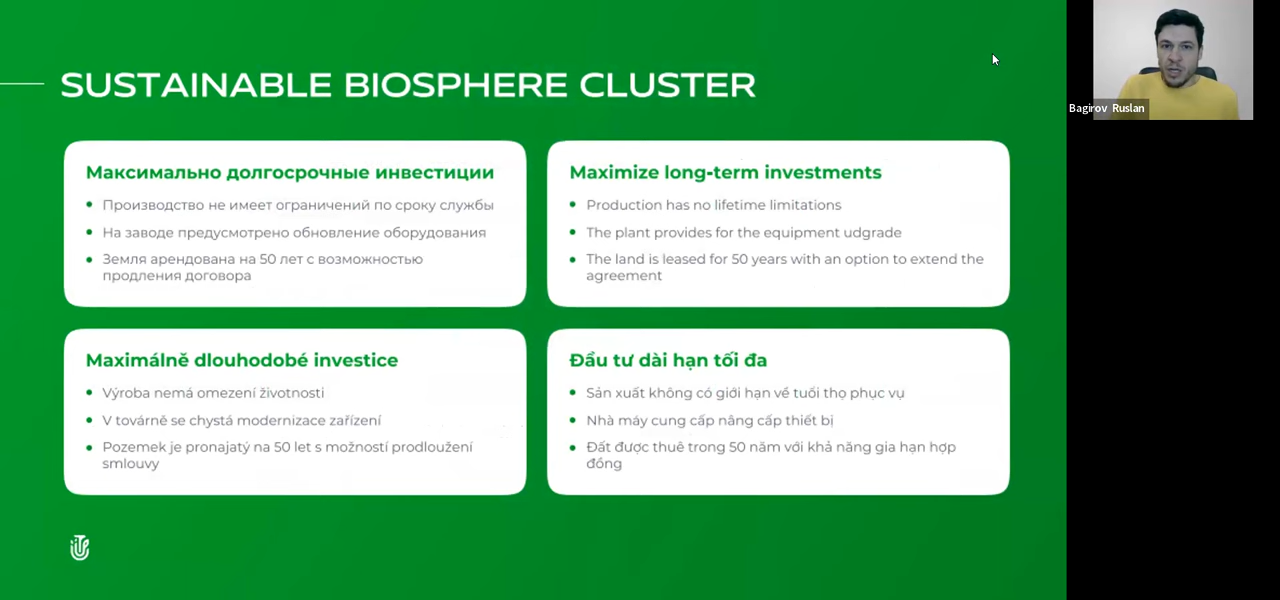 SUSTAINABLE BIOSPHERE CLUSTER
Максимально долгосрочные инвестиции
Производство не имеет ограничений по сроку службы
На заводе предусмотрено обновление оборудования
Земля арендована на 50 лет с возможностью
продления договора
Maximize long-term investments
Production has no lifetime limitations
The plant provides for the equipment udgrade
The land is leased for 50 years with an option to extend the
agreement
Maximálně dlouhodobé investice
Výroba nemá omezení životnosti
V továrně se chystá modernizace zařízení
Pozemek je pronajatý na 50 let s možností prodloužení
smlouvy
Đầu tư dài hạn tối đa
Sản xuất không có giới hạn về tuổi thọ phục vụ
Nhà máy cung cấp nâng cấp thiết bị
Đất được thuê trong 50 năm với khả năng gia hạn hợp
đồng
Bagirov Ruslan